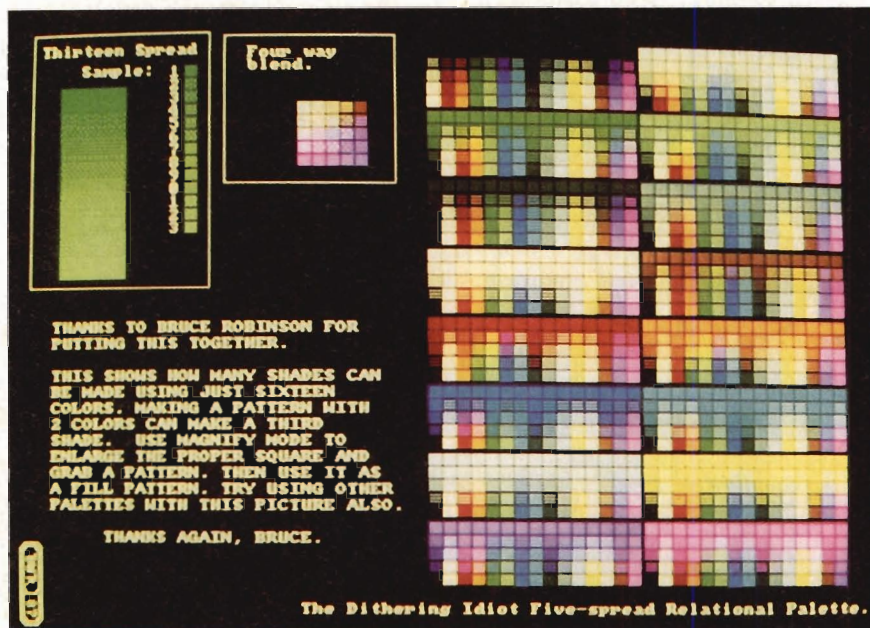 Thirteen Spread
Sample:
Four way
blend.
THANKS TO BRUCE ROBINSON FOR
PUTTING THIS TOGETHER.
THIS SHOWS HOW MANY SHADES CAN
BE MADE USING JUST SIXTEEN
COLORS. MAKING A PATTERN WITH
2 COLORS CAN MAKE A THIRD
SHADE. USE MAGNIFY MODE TO
ENLARGE THE PROPER SQUARE AND
GRAB A PATTERN. THEN USE IT AS
A FILL PATTERN. TRY USING OTHER
PALETTES WITH THIS PICTURE ALSO.
THANKS AGAIN, BRUCE.
The Dithering Idiot Five-spread Relational Palette.